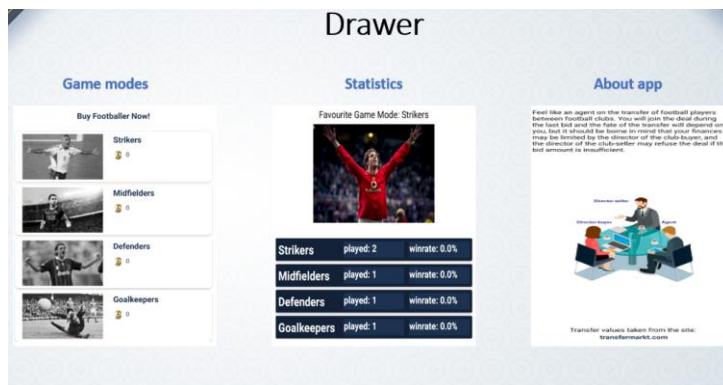 Drawer
Game modes
Buy Footballer Now!
Strikers
0
Midfielders
0
Defenders
0
Goalkeepers
0
Statistics
Favourite Game Mode: Strikers
Strikers played: 2 winrate: 0.0%
Midfielders played: 1 winrate: 0.0%
Defenders played: 1 winrate: 0.0%
Goalkeepers played: 1 winrate: 0.0%
About app
Feel like an agent on the transfer of football players
between football clubs. You will join the deal during
the last bid and the fate of the transfer will depend on
you, but it should be borne in mind that your finances
may be limited by the director of the club-buyer, and
the director of the club-seller may refuse the deal if the
bid amount is insufficient.
Director-seller
Director-buyer Agent
Transfer values taken from the site:
transfermarkt.com